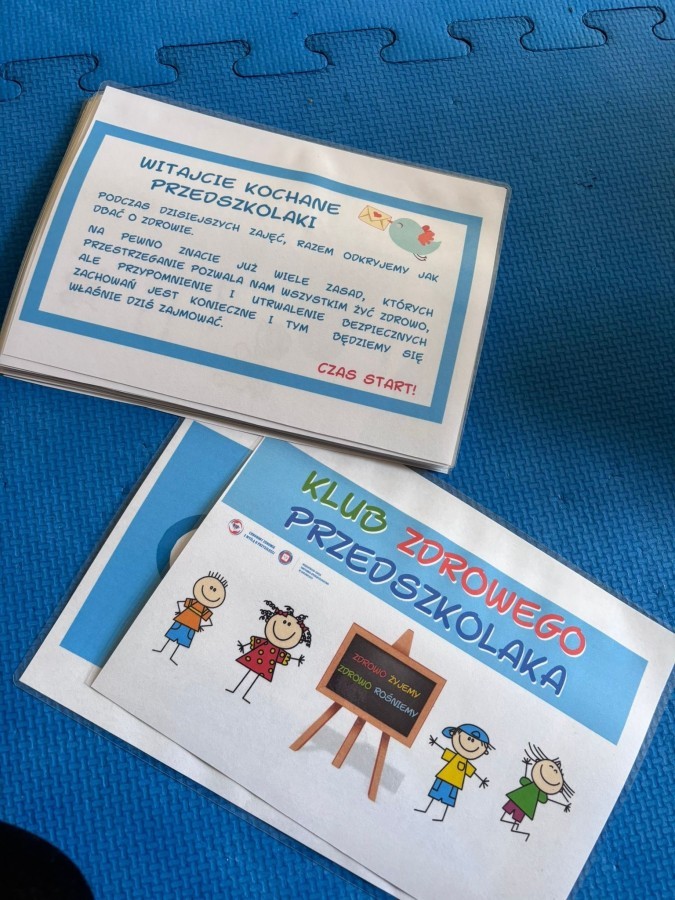 WITAJCIE KOCHANE
PRZEDSZKOLAKI
PODCZAS DZISIEJSZYCH ZAJĘĆ, RAZEM ODKRYJEMY JAK
DBAĆ O ZDROWIE.
NA PEWNO ZNACIE JUŻ WIELE ZASAD, KTÓRYCH
PRZESTRZEGANIE POZWALA NAM WSZYSTKIM ŻYĆ ZDROWO,
ALE PRZYPOMNIENIE I UTRWALENIE BEZPIECZNYCH
ZACHOWAŃ JEST KONIECZNE I TYM BĘDZIEMY SIĘ
WŁAŚNIE DZIŚ ZAJMOWAĆ.
CZAS START!
KLUB ZDROWEGO
PRZEDSZKOLAKA
ZDROWO ŻYJEMY
ZDROWO ROŚNIEMY